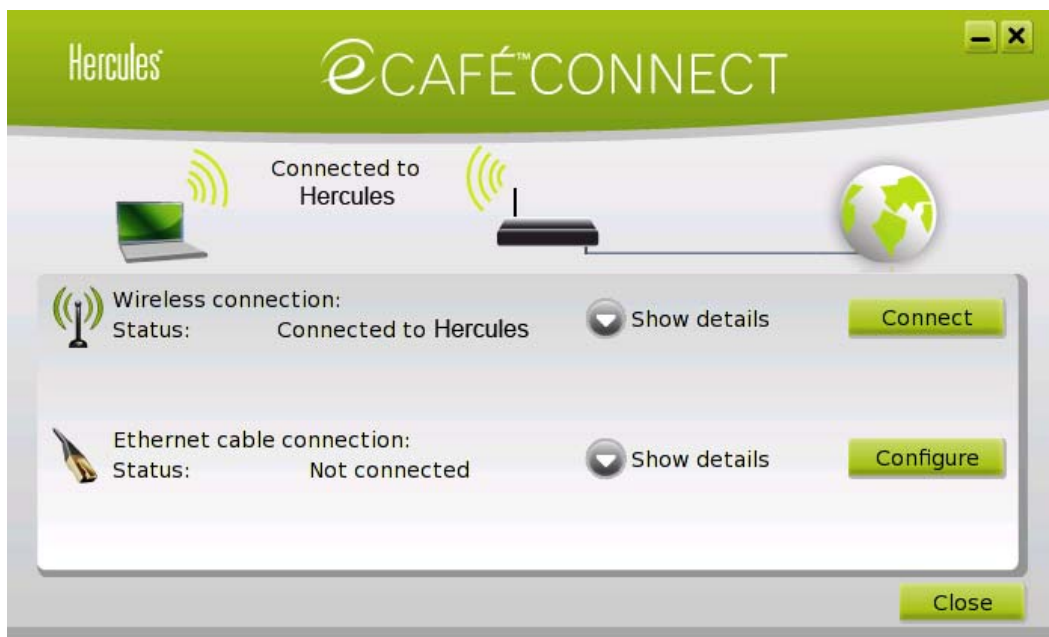 Hercules
eCAFÉ™CONNECT
Connected to
Hercules
Wireless connection:
Status: Connected to Hercules
Show details
Connect
Ethernet cable connection:
Status: Not connected
Show details
Configure
Close